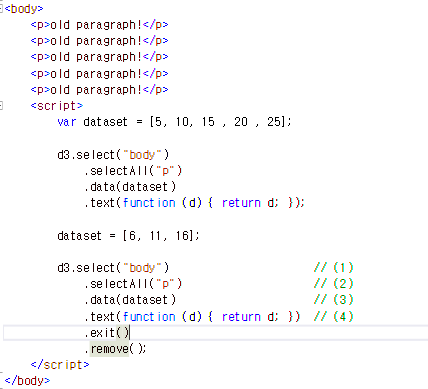 <body>
<p>old paragraph!</p>
<p>old paragraph!</p>
<p>old paragraph!</p>
<p>old paragraph!</p>
<p>old paragraph!</p>
<script>
var dataset = [5, 10, 15 , 20 , 25];
d3.select("body")
.selectAll("p")
.data(dataset)
.text(function (d) { return d; });
dataset = [6, 11, 16];
d3.select("body") // (1)
.selectAll("p") // (2)
.data(dataset) // (3)
.text(function (d) { return d; }) // (4)
.exit()
.remove();
</script>
</body>